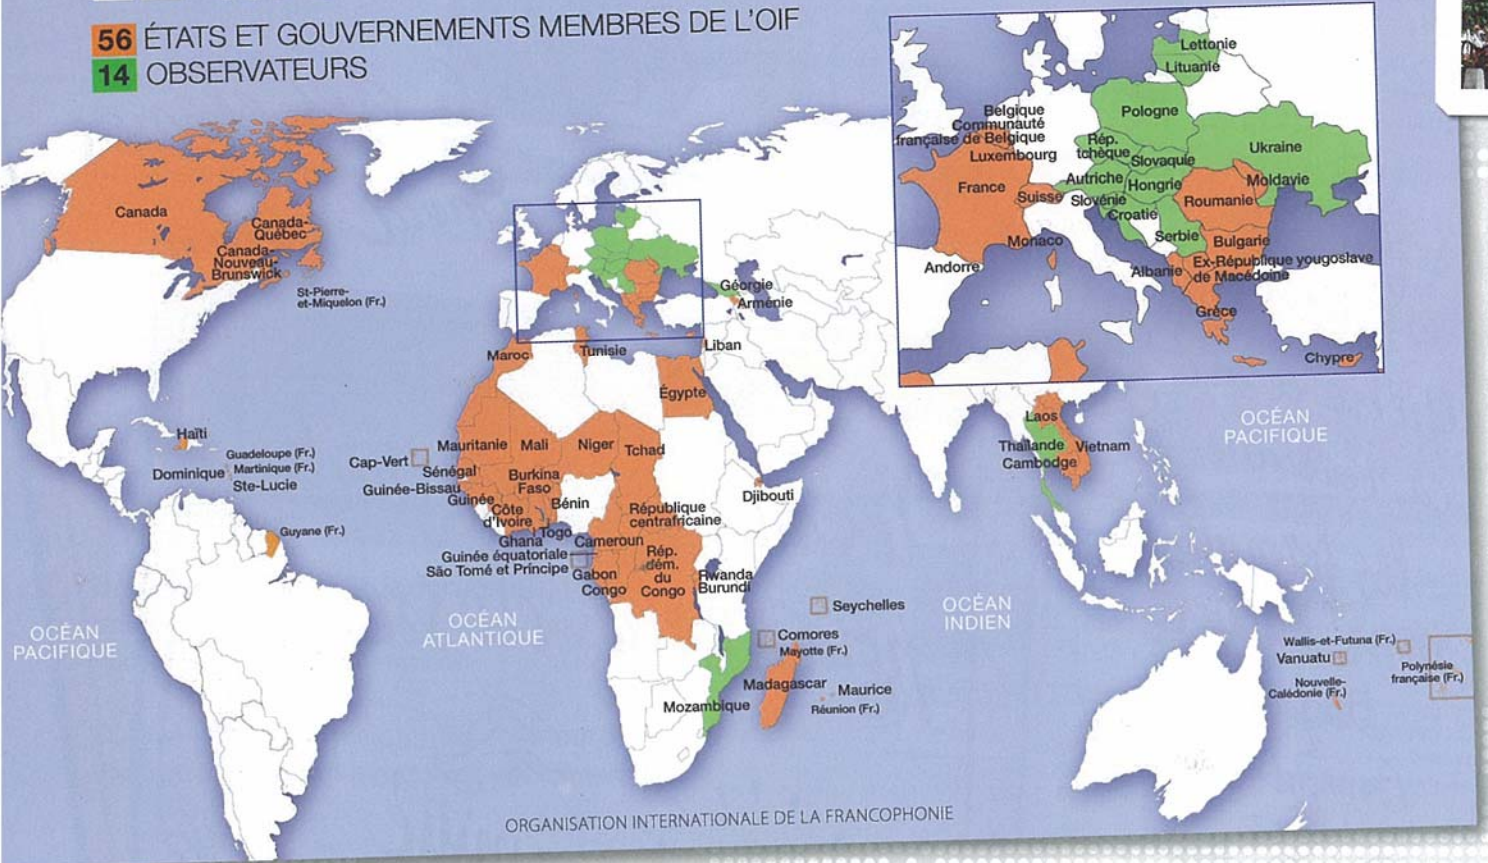 56 ÉTATS ET GOUVERNEMENTS MEMBRES DE L'OIF
14 OBSERVATEURS
Canada
Canada-
Québec
Canada-
Nouveau-
Brunswick
St-Pierre-
et-Miquelon (Fr.)
Haïti
Guadeloupe (Fr.)
Dominique
Martinique (Fr.)
Ste-Lucie
Guyane (Fr.)
OCÉAN
PACIFIQUE
OCÉAN
ATLANTIQUE
Géorgie
Arménie
Liban
Maroc
Tunisie
Égypte
Mauritanie
Mali
Niger
Tchad
Cap-Vert
Sénégal
Guinée-Bissau
Burkina
Faso
Guinée
Côte
d'Ivoire
Bénin
Togo
Ghana
République
centrafricaine
Djibouti
Cameroun
Guinée équatoriale
São Tomé et Príncipe
Gabon
Congo
Rép.
dém.
du
Congo
Rwanda
Burundi
Seychelles
Comores
Mayotte (Fr.)
Madagascar
Maurice
Réunion (Fr.)
Mozambique
OCÉAN
INDIEN
Lettonie
Lituanie
Pologne
Belgique
Communauté
française de Belgique
Luxembourg
Rép.
tchèque
Slovaquie
Ukraine
France
Suisse
Autriche
Hongrie
Moldavie
Slovénie
Roumanie
Croatie
Serbie
Bulgarie
Monaco
Andorre
Albanie
Ex-République yougoslave
de Macédoine
Grèce
Chypre
Laos
Thaïlande
Vietnam
Cambodge
OCÉAN
PACIFIQUE
Wallis-et-Futuna (Fr.)
Vanuatu
Polynésie
française (Fr.)
Nouvelle-
Calédonie (Fr.)
ORGANISATION INTERNATIONALE DE LA FRANCOPHONIE